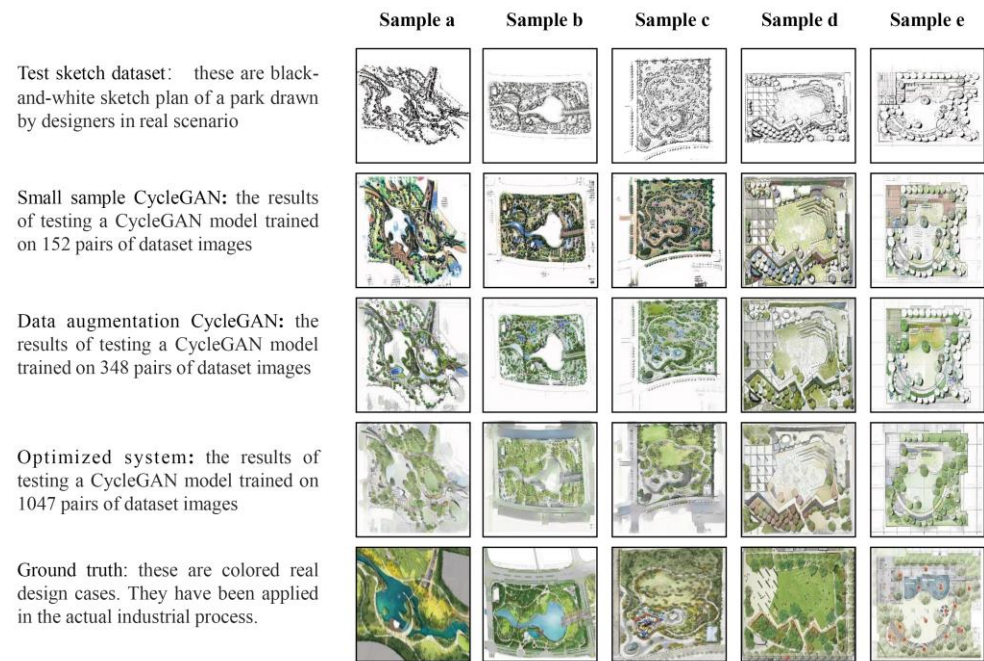 Sample a Sample b Sample c Sample d Sample e
Test sketch dataset： these are black-
and-white sketch plan of a park drawn
by designers in real scenario
Small sample CycleGAN: the results
of testing a CycleGAN model trained
on 152 pairs of dataset images
Data augmentation CycleGAN: the
results of testing a CycleGAN model
trained on 348 pairs of dataset images
Optimized system: the results of
testing a CycleGAN model trained on
1047 pairs of dataset images
Ground truth: these are colored real
design cases. They have been applied
in the actual industrial process.